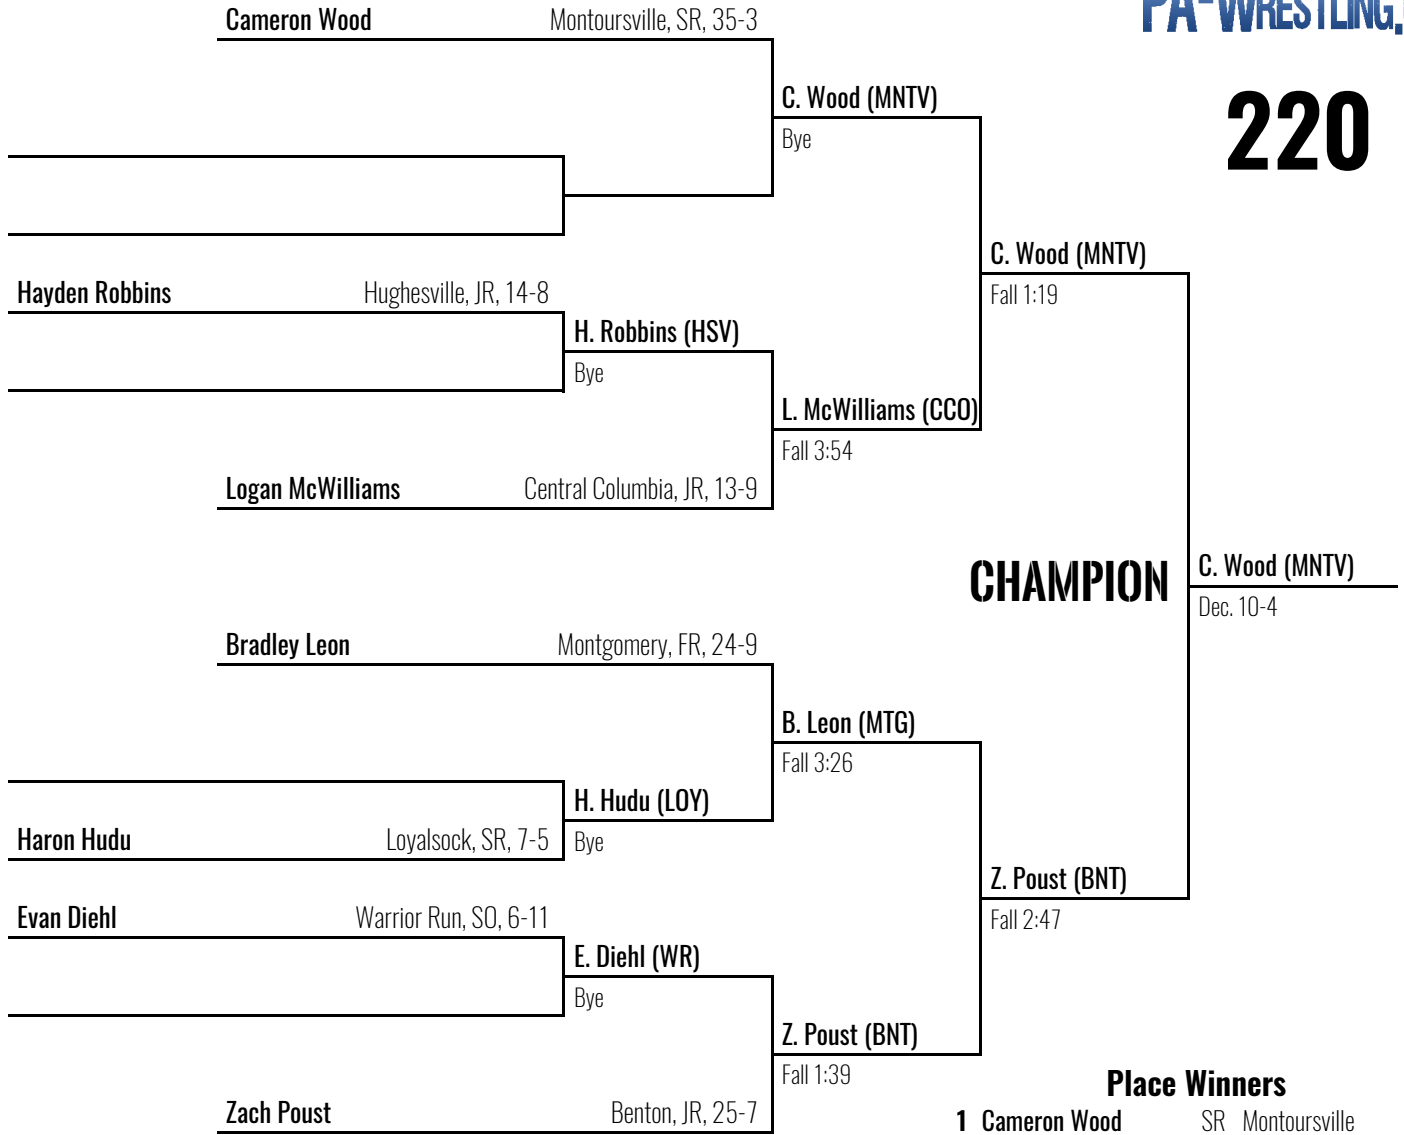 PA-WRESTLING.
220
Cameron Wood Montoursville, SR, 35-3
C. Wood (MNTV)
Bye
C. Wood (MNTV)
Fall 1:19
Hayden Robbins Hughesville, JR, 14-8
H. Robbins (HSV)
Bye
L. McWilliams (CCO)
Fall 3:54
Logan McWilliams Central Columbia, JR, 13-9
CHAMPION
C. Wood (MNTV)
Dec. 10-4
Bradley Leon Montgomery, FR, 24-9
B. Leon (MTG)
Fall 3:26
H. Hudu (LOY)
Bye
Haron Hudu Loyalsock, SR, 7-5
Z. Poust (BNT)
Fall 2:47
Evan Diehl Warrior Run, SO, 6-11
E. Diehl (WR)
Bye
Z. Poust (BNT)
Fall 1:39
Zach Poust Benton, JR, 25-7
Place Winners
1 Cameron Wood SR Montoursville